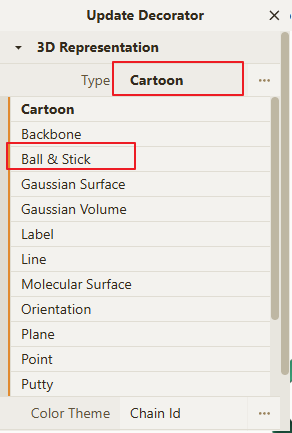 Update Decorator
3D Representation
Type Cartoon
Cartoon
Backbone
Ball & Stick
Gaussian Surface
Gaussian Volume
Label
Line
Molecular Surface
Orientation
Plane
Point
Putty
Color Theme Chain Id